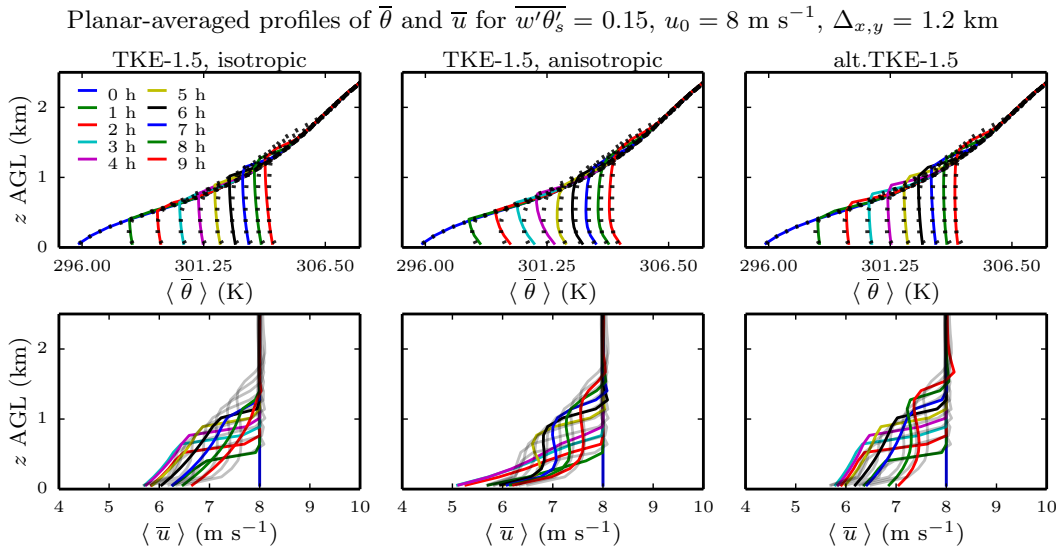 Planar-averaged profiles of θ̅ and u̅ for \overline{w′θ′_s} = 0.15, u₀ = 8 m s⁻¹, Δ_{x,y} = 1.2 km
TKE-1.5, isotropic
TKE-1.5, anisotropic
alt.TKE-1.5
z AGL (km)
2
1
0
0 h
1 h
2 h
3 h
4 h
5 h
6 h
7 h
8 h
9 h
296.00 301.25 306.50
296.00 301.25 306.50
296.00 301.25 306.50
⟨ θ̅ ⟩ (K)
⟨ θ̅ ⟩ (K)
⟨ θ̅ ⟩ (K)
z AGL (km)
2
1
0
4 5 6 7 8 9 10
4 5 6 7 8 9 10
4 5 6 7 8 9 10
⟨ u̅ ⟩ (m s⁻¹)
⟨ u̅ ⟩ (m s⁻¹)
⟨ u̅ ⟩ (m s⁻¹)